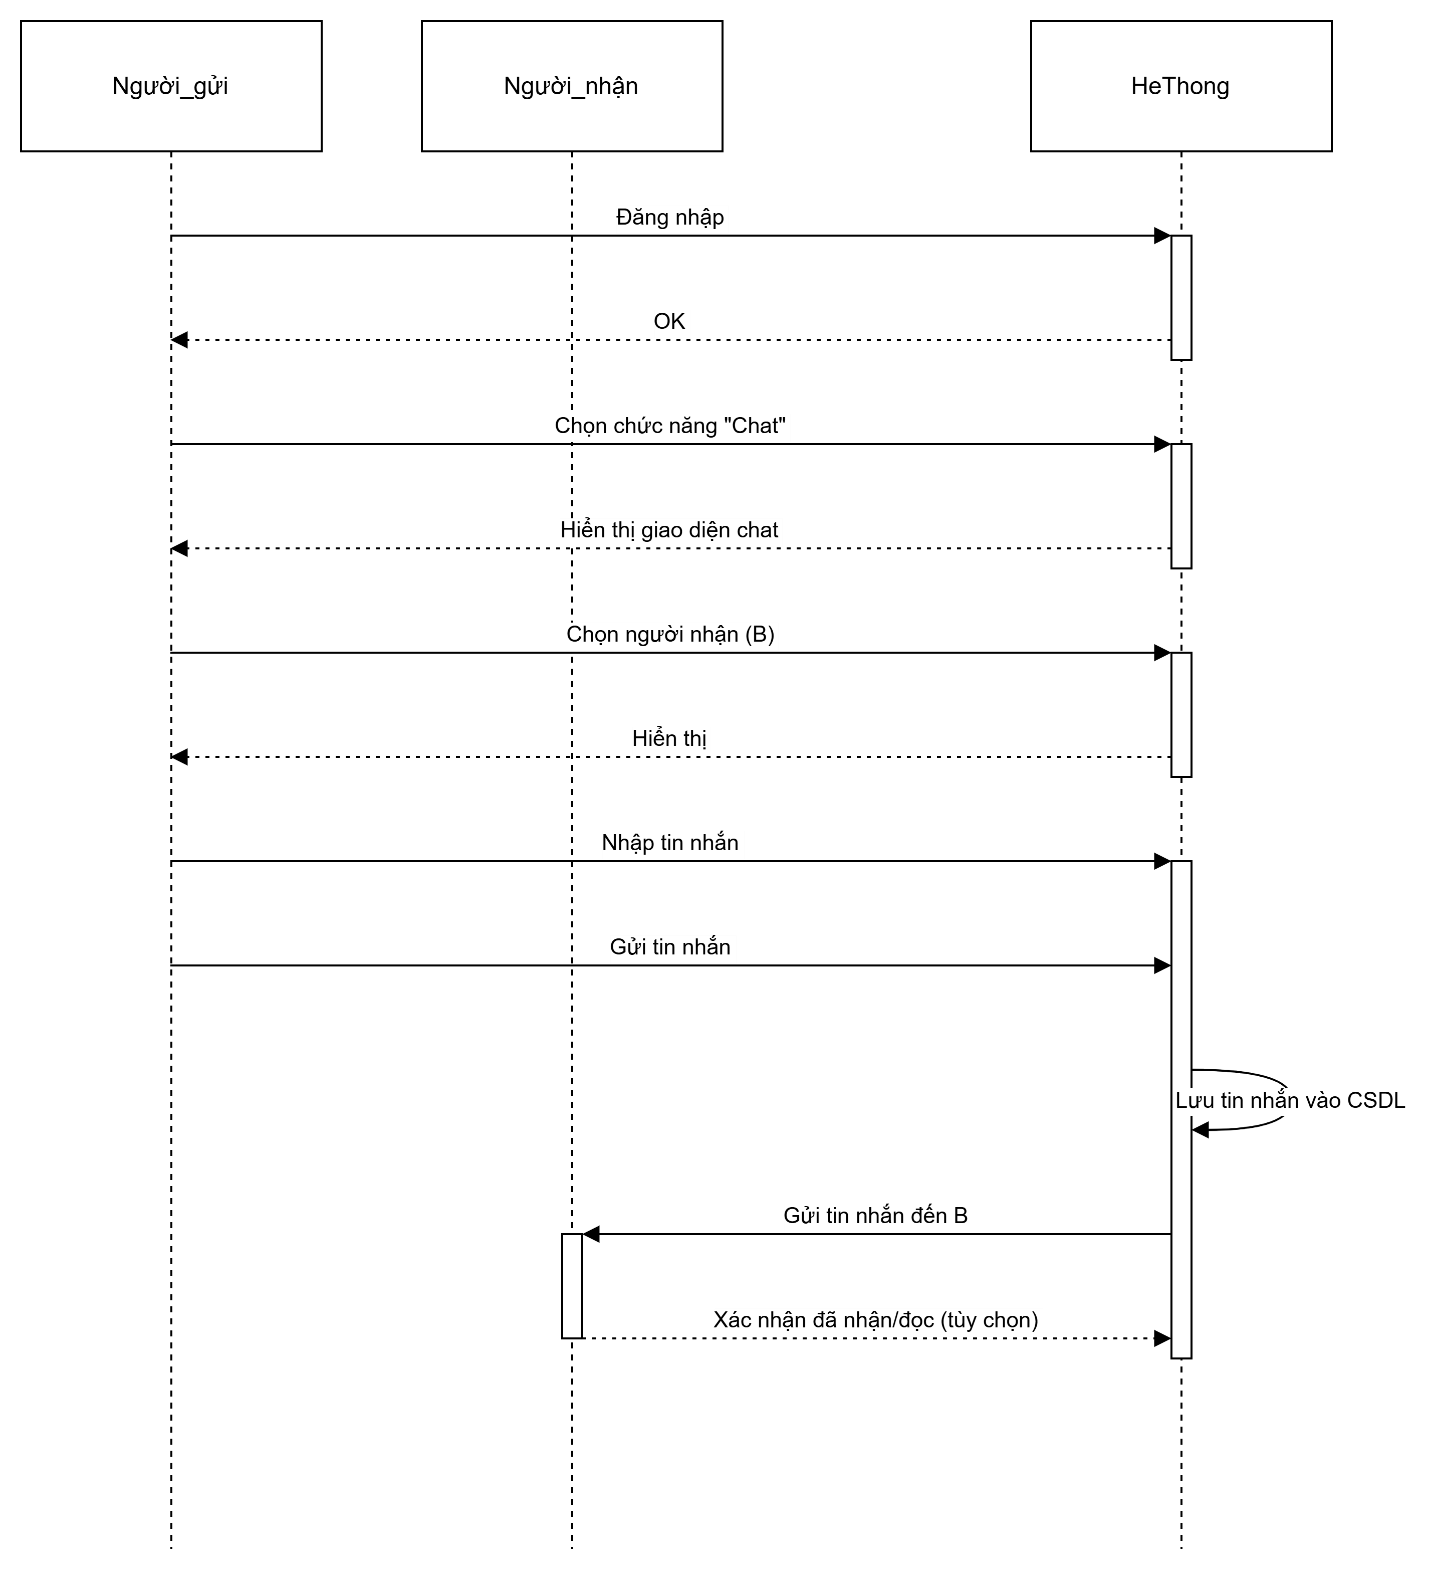 Người_gửi
Người_nhận
HeThong
Đăng nhập
OK
Chọn chức năng "Chat"
Hiển thị giao diện chat
Chọn người nhận (B)
Hiển thị
Nhập tin nhắn
Gửi tin nhắn
Lưu tin nhắn vào CSDL
Gửi tin nhắn đến B
Xác nhận đã nhận/đọc (tùy chọn)